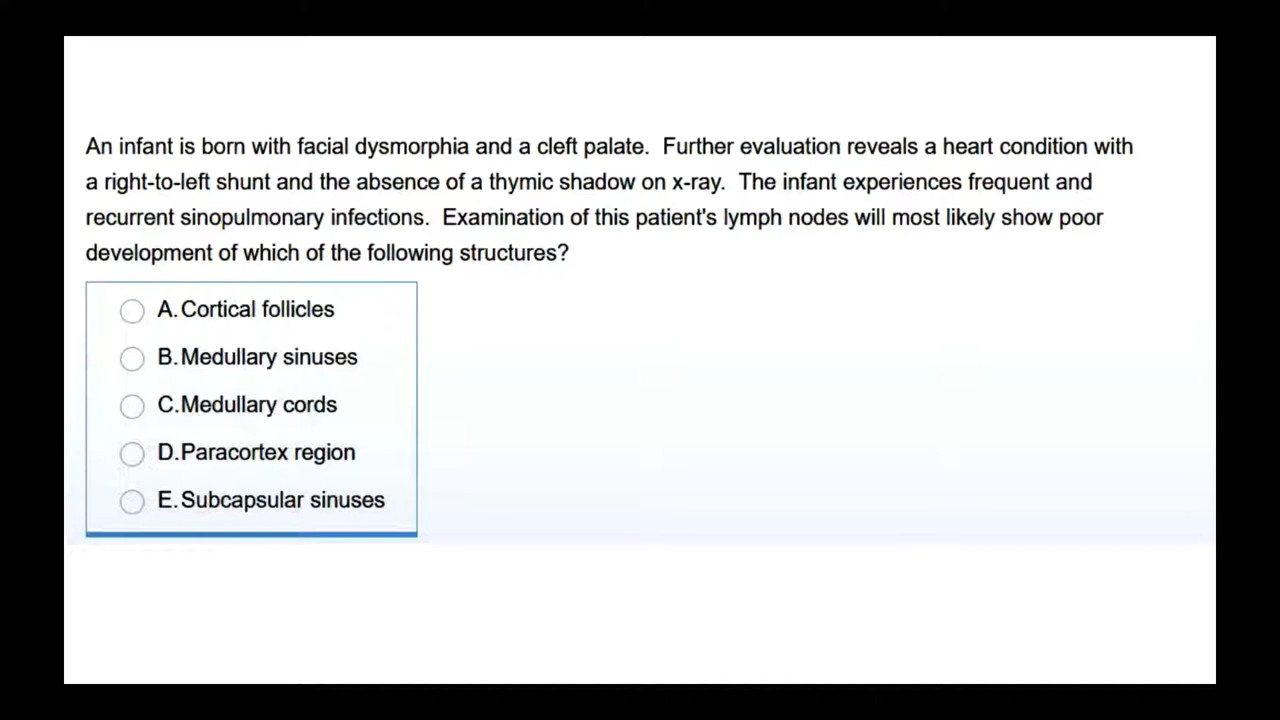 An infant is born with facial dysmorphia and a cleft palate. Further evaluation reveals a heart condition with
a right-to-left shunt and the absence of a thymic shadow on x-ray. The infant experiences frequent and
recurrent sinopulmonary infections. Examination of this patient's lymph nodes will most likely show poor
development of which of the following structures?
A. Cortical follicles
B. Medullary sinuses
C. Medullary cords
D. Paracortex region
E. Subcapsular sinuses